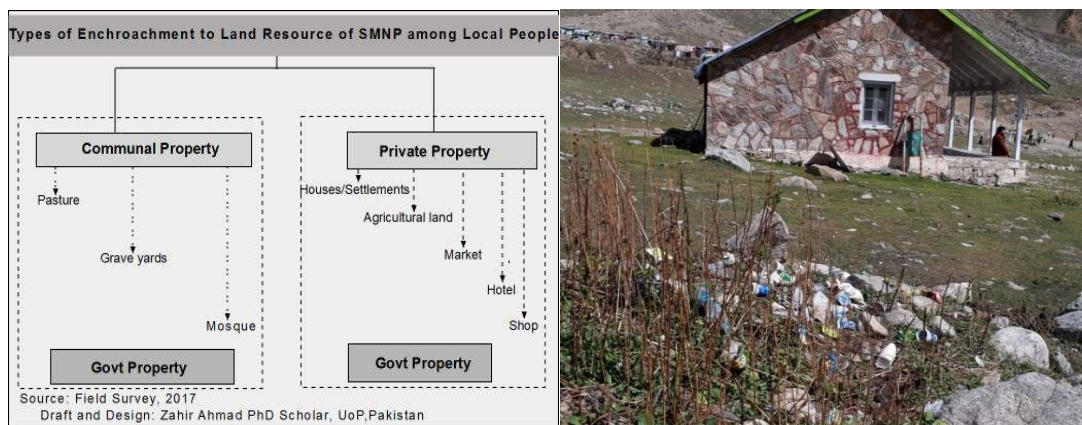 Types of Enchroachment to Land Resource of SMNP among Local People
Communal Property
Pasture
Grave yards
Mosque
Govt Property
Private Property
Houses/Settlements
Agricultural land
Market
Hotel
Shop
Govt Property
Source: Field Survey, 2017
Draft and Design: Zahir Ahmad PhD Scholar, UoP,Pakistan